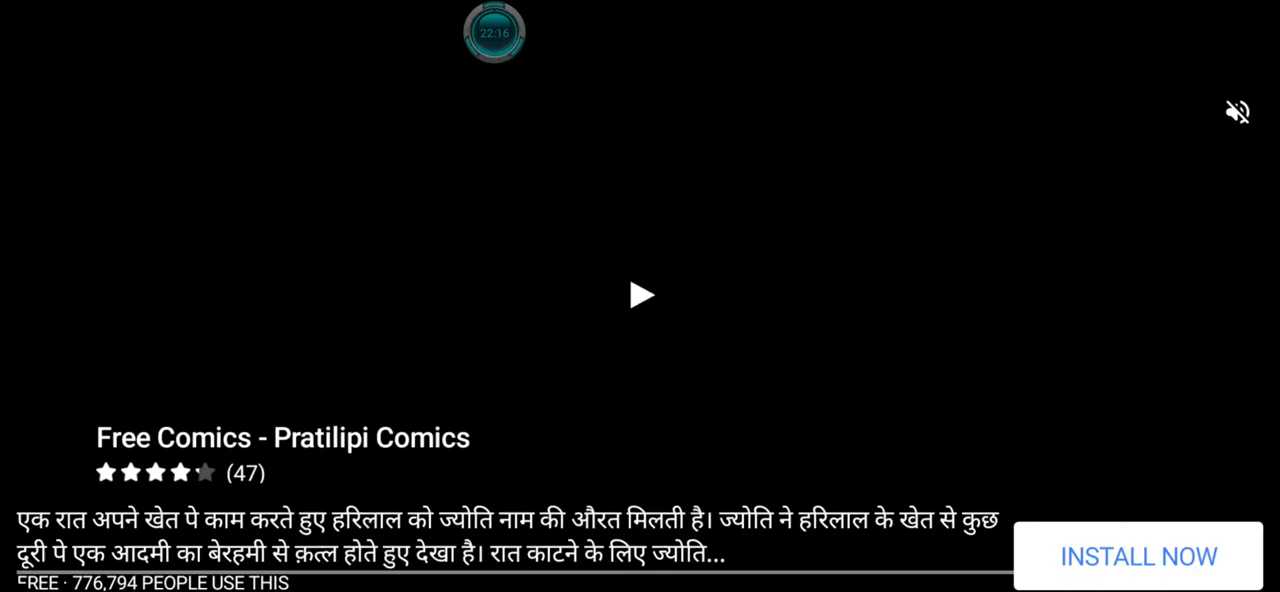 22:16
Free Comics - Pratilipi Comics
(47)
एक रात अपने खेत पे काम करते हुए हरिलाल को ज्योति नाम की औरत मिलती है। ज्योति ने हरिलाल के खेत से कुछ
दूरी पे एक आदमी का बेरहमी से क़त्ल होते हुए देखा है। रात काटने के लिए ज्योति...
INSTALL NOW
FREE · 776,794 PEOPLE USE THIS